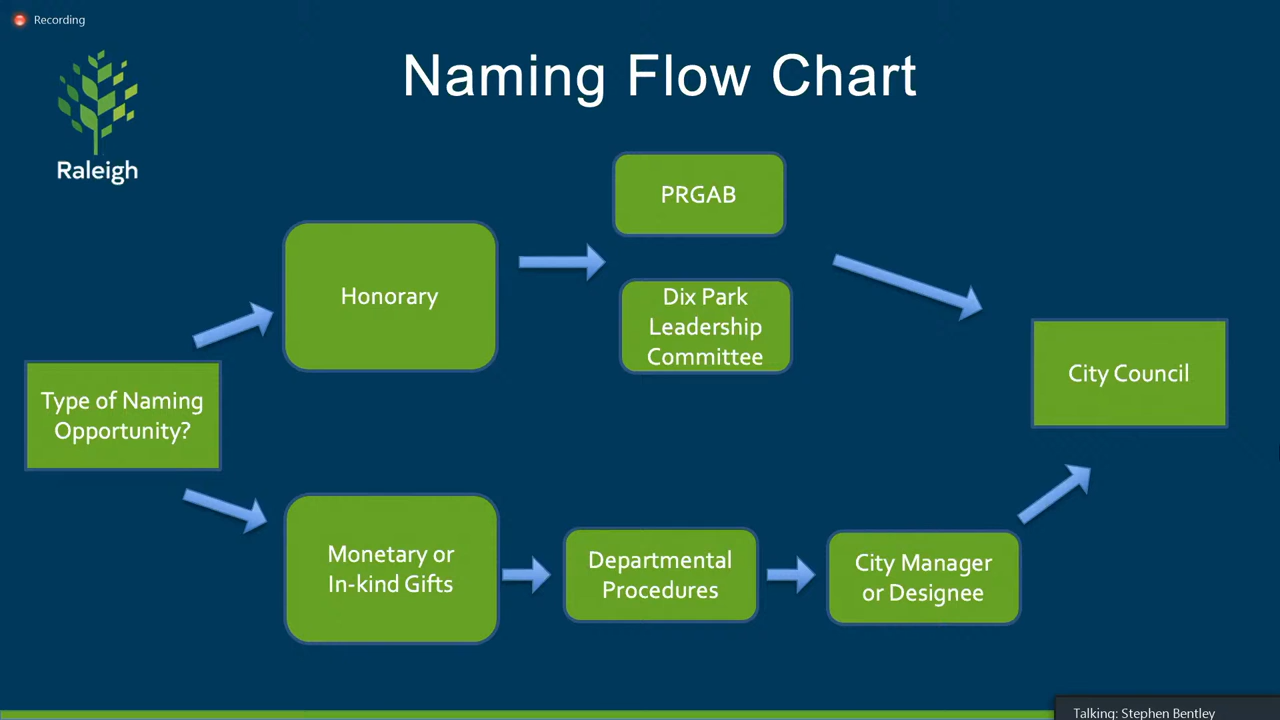 Recording
Raleigh
Naming Flow Chart
PRGAB
Honorary
Dix Park
Leadership
Committee
Type of Naming
Opportunity?
City Council
Monetary or
In-kind Gifts
Departmental
Procedures
City Manager
or Designee
Talking: Stephen Bentley